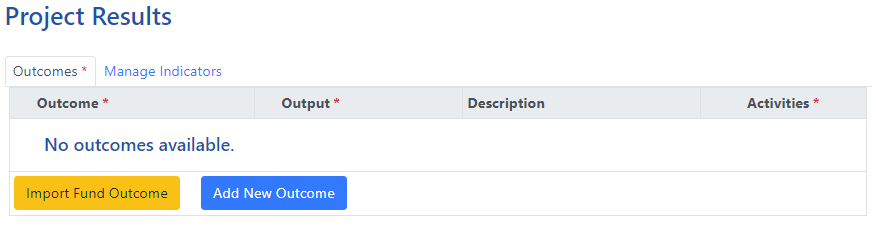 Project Results
Outcomes * Manage Indicators
Outcome * Output * Description Activities *
No outcomes available.
Import Fund Outcome Add New Outcome